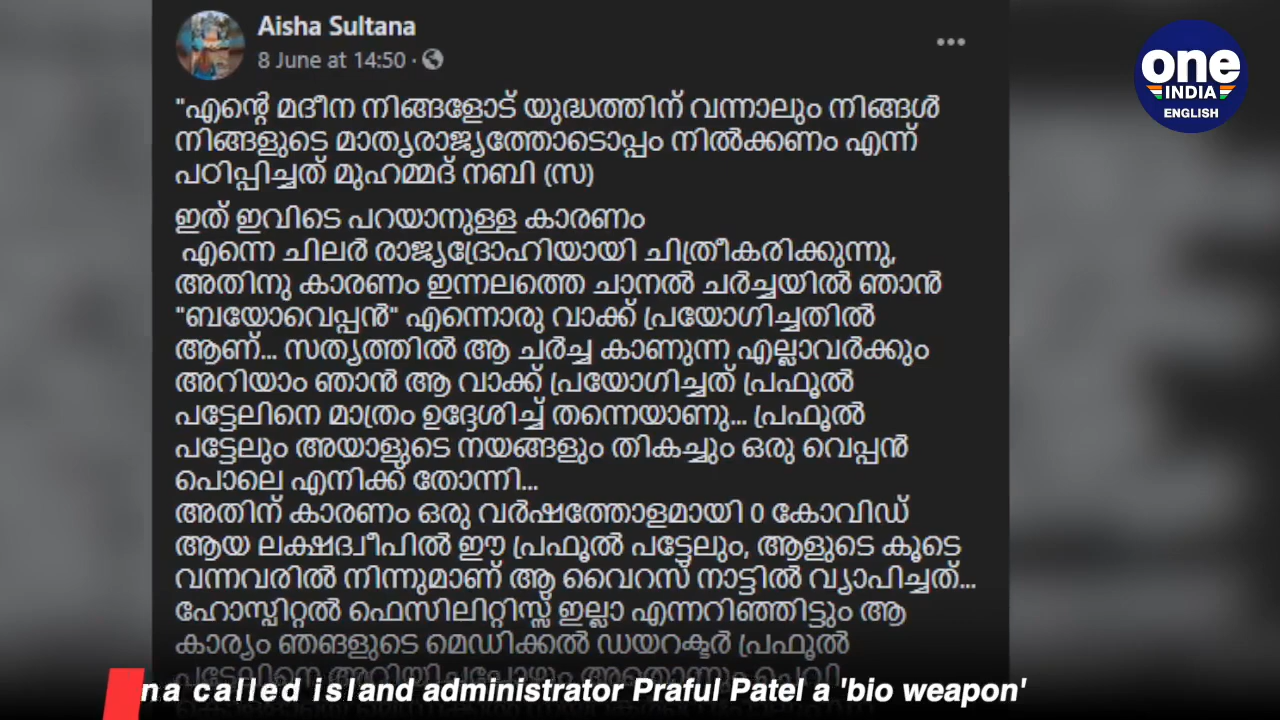 Aisha Sultana
8 June at 14:50 ·
"എന്റെ മദീന നിങ്ങളോട് യുദ്ധത്തിന് വന്നാലും നിങ്ങൾ
നിങ്ങളുടെ മാതൃരാജ്യത്തോടൊപ്പം നിൽക്കണം എന്ന്
പഠിപ്പിച്ചത് മുഹമ്മദ് നബി (സ)
ഇത് ഇവിടെ പറയാനുള്ള കാരണം
എന്നെ ചിലർ രാജ്യദ്രോഹിയായി ചിത്രീകരിക്കുന്നു,
അതിനു കാരണം ഇന്നലത്തെ ചാനൽ ചർച്ചയിൽ ഞാൻ
"ബയോവെപ്പൻ" എന്നൊരു വാക്ക് പ്രയോഗിച്ചതിൽ
ആണ്... സത്യത്തിൽ ആ ചർച്ച കാണുന്ന എല്ലാവർക്കും
അറിയാം ഞാൻ ആ വാക്ക് പ്രയോഗിച്ചത് പ്രഫൂൽ
പട്ടേലിനെ മാത്രം ഉദ്ദേശിച്ച് തന്നെയാണു... പ്രഫൂൽ
പട്ടേലും അയാളുടെ നയങ്ങളും തികച്ചും ഒരു വെപ്പൻ
പൊലെ എനിക്ക് തോന്നി...
അതിന് കാരണം ഒരു വർഷത്തോളമായി 0 കോവിഡ്
ആയ ലക്ഷദ്വീപിൽ ഈ പ്രഫൂൽ പട്ടേലും, ആളുടെ കൂടെ
വന്നവരിൽ നിന്നുമാണ് ആ വൈറസ് നാട്ടിൽ വ്യാപിച്ചത്...
ഹോസ്പിറ്റൽ ഫെസിലിറ്റിസ്സ് ഇല്ലാ എന്നറിഞ്ഞിട്ടും ആ
കാര്യം ഞങളുടെ മെഡിക്കൽ ഡയറക്ടർ പ്രഫൂൽ
പട്ടേലിനെ
na called island administrator Praful Patel a 'bio weapon'
one
INDIA
ENGLISH